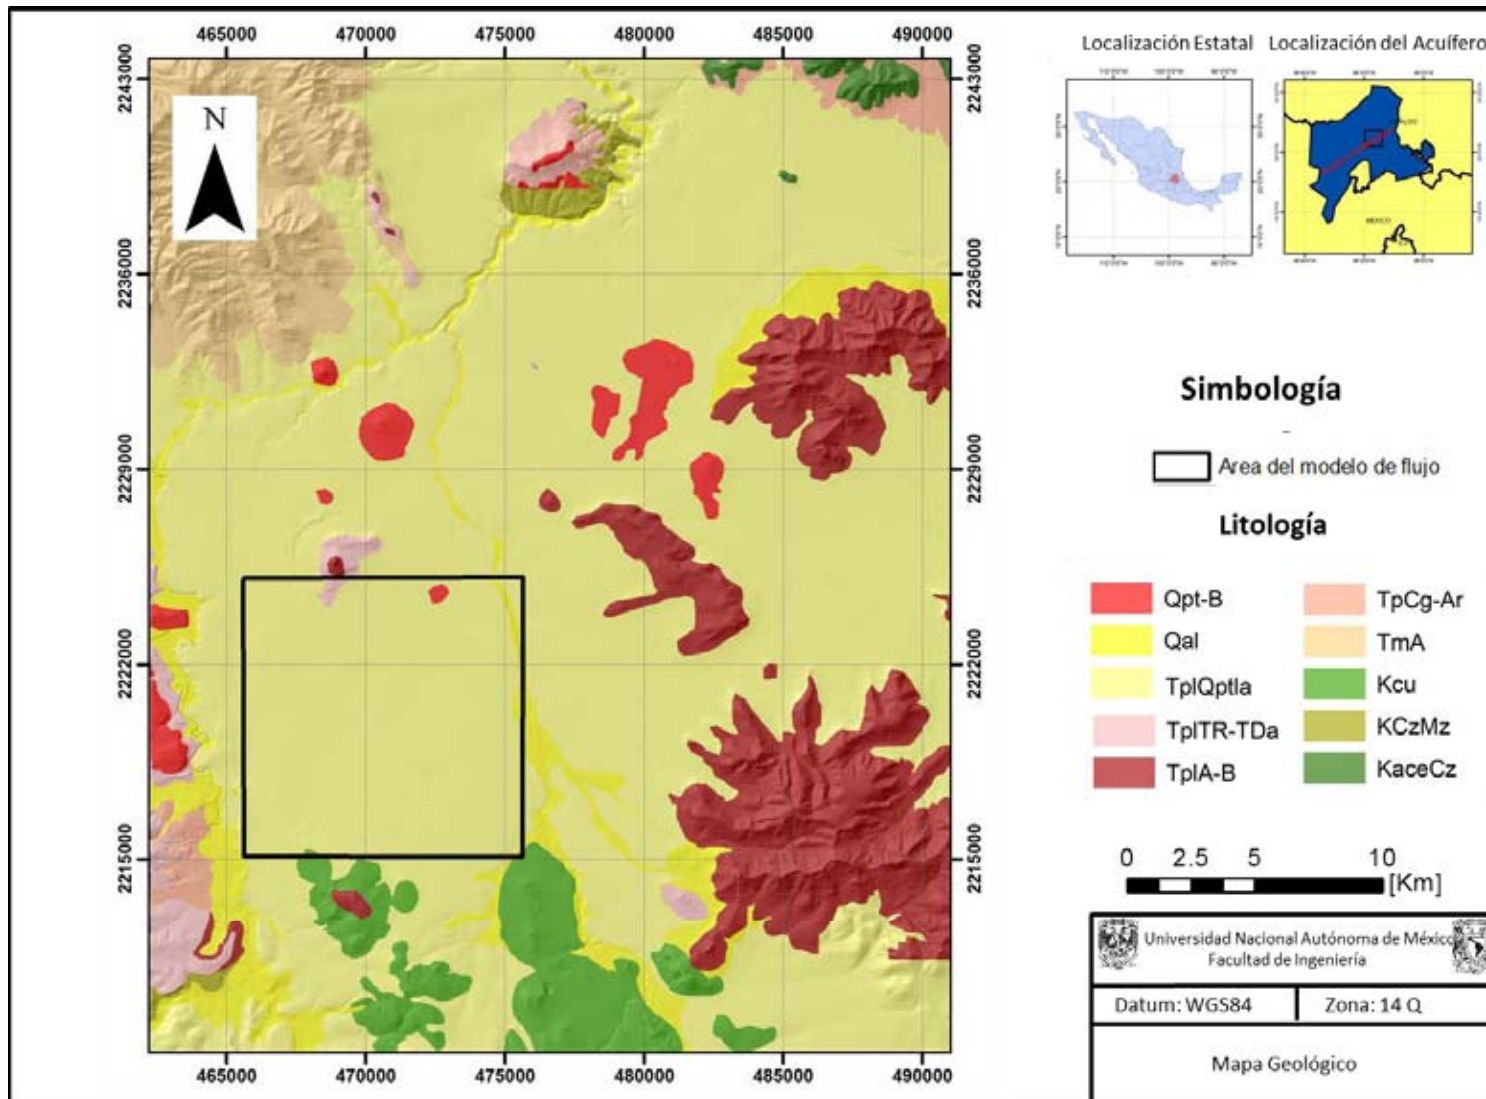 465000 470000 475000 480000 485000 490000
2243000 2243000
2236000 2236000
2229000 2229000
2222000 2222000
2215000 2215000
465000 470000 475000 480000 485000 490000
N
Localización Estatal Localización del Acuífero
MEXICO
Simbología
Area del modelo de flujo
Litología
Qpt-B TpCg-Ar
Qal TmA
TplQptla Kcu
TplTR-TDa KCzMz
TplA-B KaceCz
0 2.5 5 10
[Km]
Universidad Nacional Autónoma de México
Facultad de Ingeniería
Datum: WGS84 Zona: 14 Q
Mapa Geológico